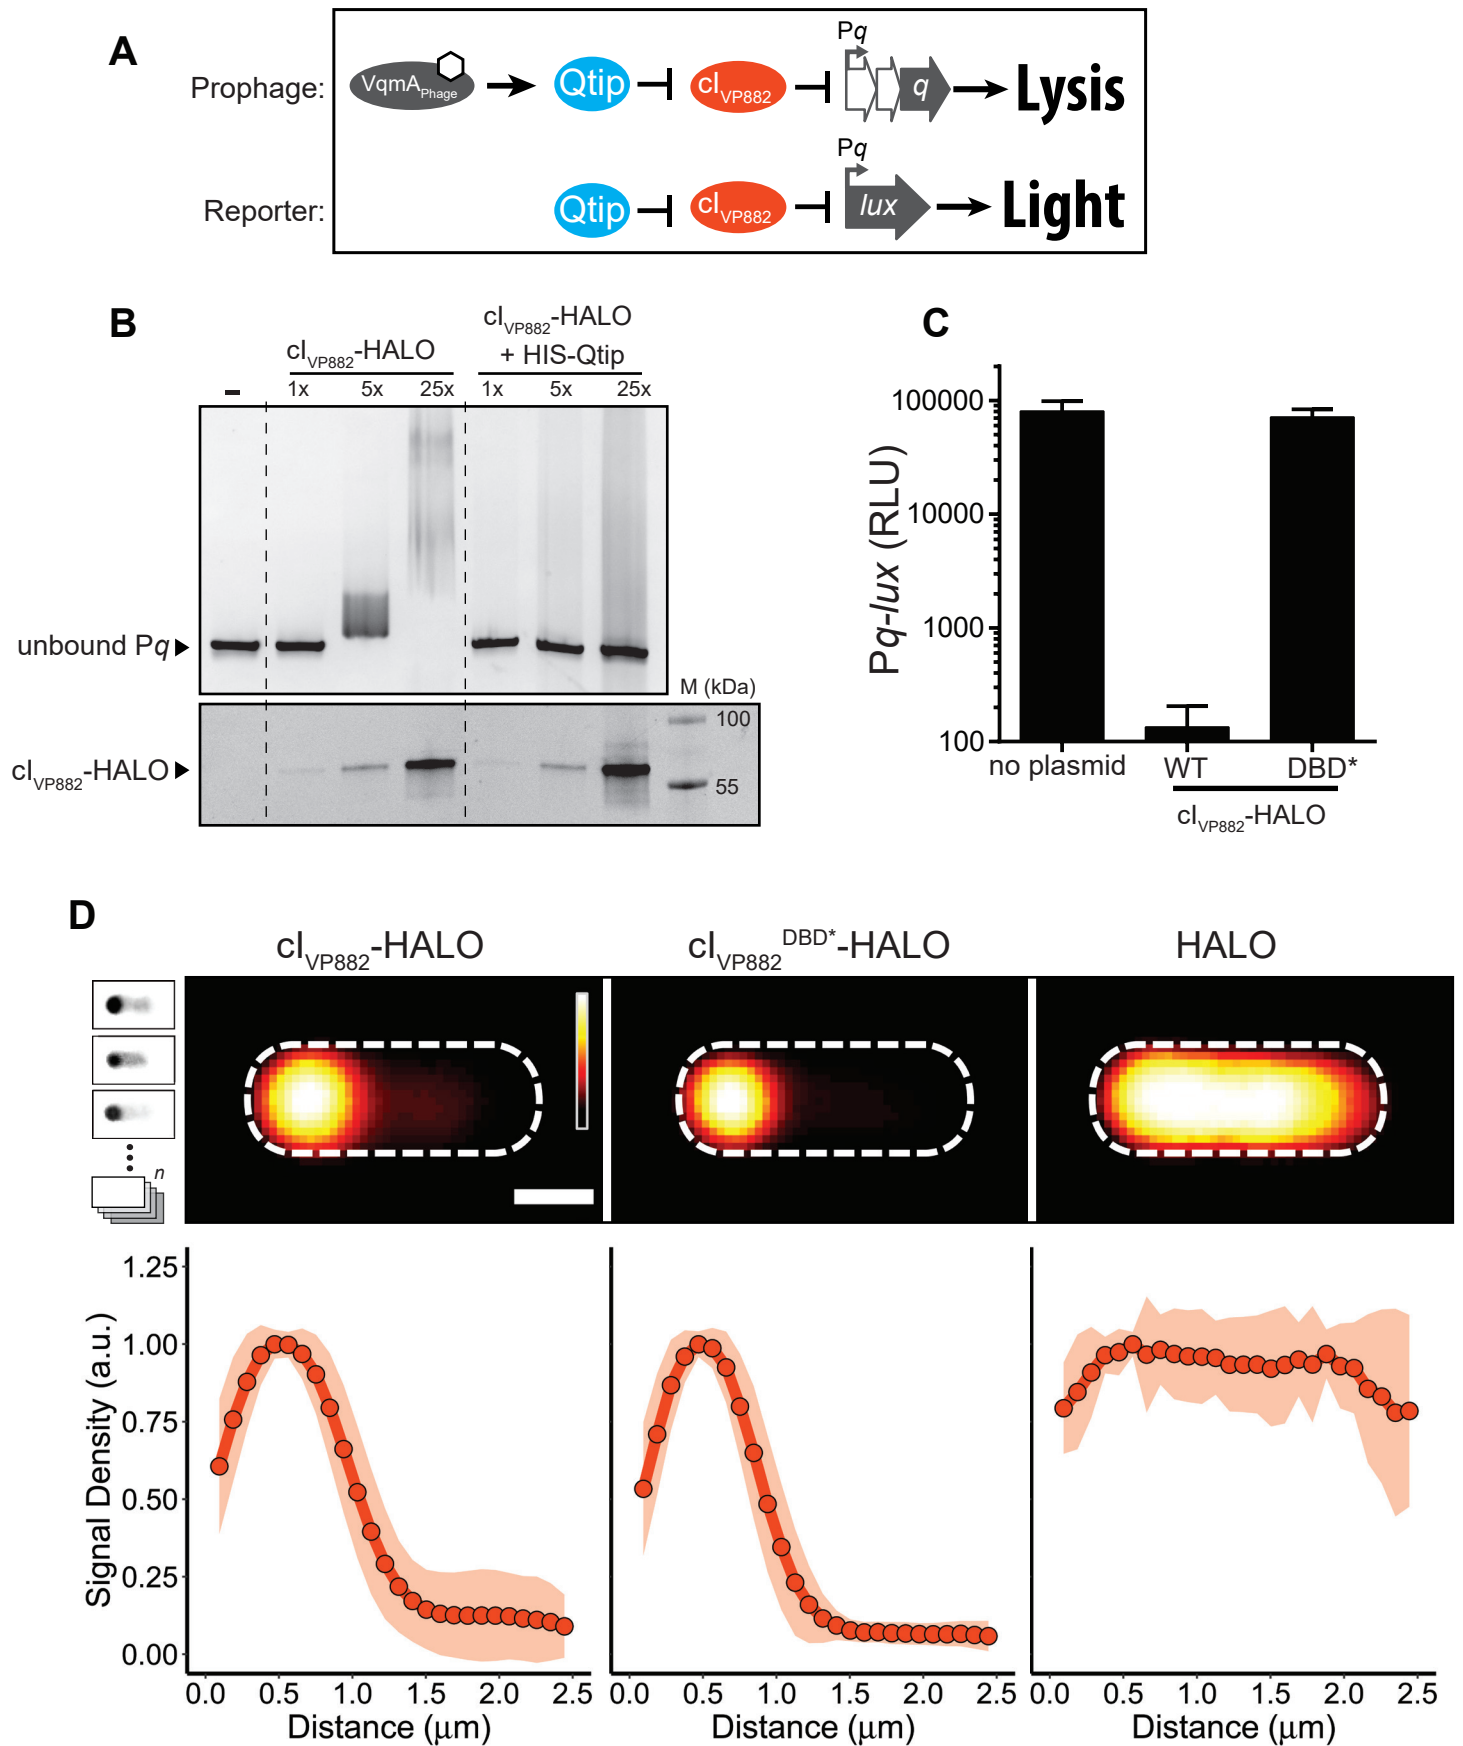 A
Prophage: VqmAPhage Qtip cIVP882 Pq q Lysis
Reporter: Qtip cIVP882 Pq lux Light
B
cIVP882-HALO
cIVP882-HALO
+ HIS-Qtip
– 1x 5x 25x 1x 5x 25x
unbound Pq
M (kDa)
100
cIVP882-HALO
55
C
Pq-lux (RLU)
100000
10000
1000
100
no plasmid WT DBD*
cIVP882-HALO
D
cIVP882-HALO cIVP882DBD*-HALO HALO
n
Signal Density (a.u.)
1.25
1.00
0.75
0.50
0.25
0.00
0.0 0.5 1.0 1.5 2.0 2.5 0.0 0.5 1.0 1.5 2.0 2.5 0.0 0.5 1.0 1.5 2.0 2.5
Distance (μm) Distance (μm) Distance (μm)